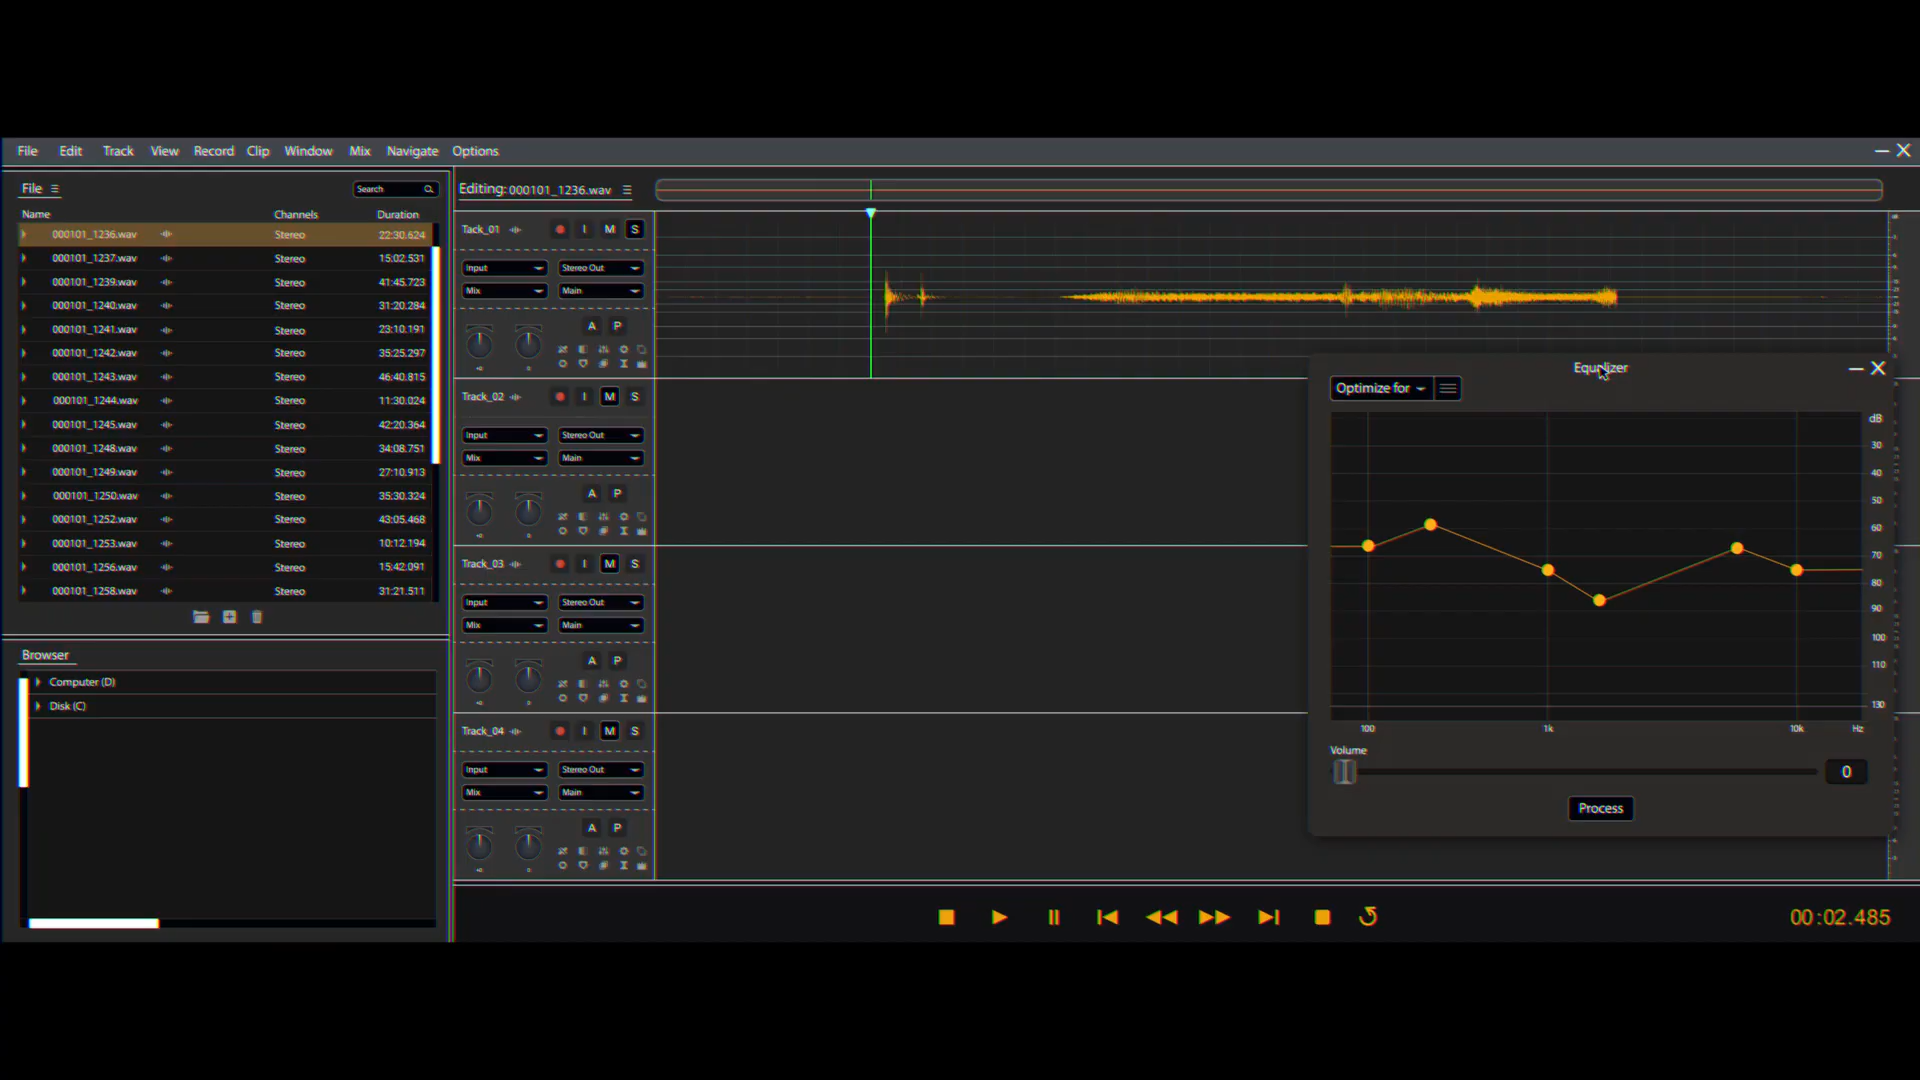 File Edit Track View Record Clip Window Mix Navigate Options
File
Search
Name Channels Duration
000101_1236.wav Stereo 22:30.624
000101_1237.wav Stereo 15:02.531
000101_1239.wav Stereo 41:45.723
000101_1240.wav Stereo 31:20.284
000101_1241.wav Stereo 23:10.191
000101_1242.wav Stereo 35:25.297
000101_1243.wav Stereo 46:40.815
000101_1244.wav Stereo 11:30.024
000101_1245.wav Stereo 42:20.364
000101_1248.wav Stereo 34:08.751
000101_1249.wav Stereo 27:10.913
000101_1250.wav Stereo 35:30.324
000101_1252.wav Stereo 43:05.468
000101_1253.wav Stereo 10:12.194
000101_1256.wav Stereo 15:42.091
000101_1258.wav Stereo 31:21.511
Browser
Computer (D)
Disk (C)
Editing: 000101_1236.wav
Tack_01 I M S
Input Stereo Out
Mix Main
A P
Track_02 I M S
Input Stereo Out
Mix Main
A P
Track_03 I M S
Input Stereo Out
Mix Main
A P
Track_04 I M S
Input Stereo Out
Mix Main
A P
Equalizer
Optimize for
dB
30
40
50
60
70
80
90
100
110
130
100 1k 10k Hz
Volume
0
Process
00:02.485